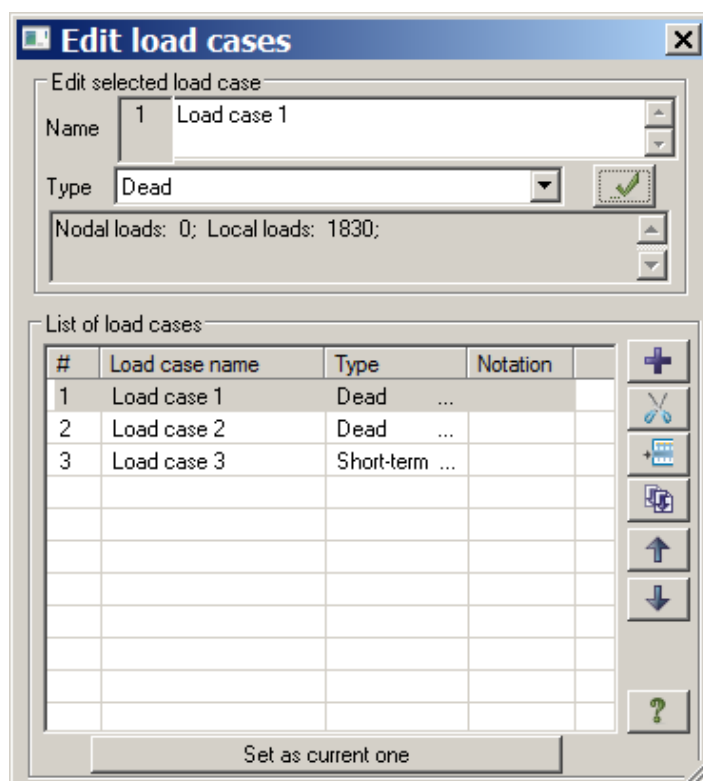 Edit load cases
Edit selected load case
Name 1 Load case 1
Type Dead
Nodal loads: 0; Local loads: 1830;
List of load cases
# Load case name Type Notation
1 Load case 1 Dead ...
2 Load case 2 Dead ...
3 Load case 3 Short-term ...
?
Set as current one